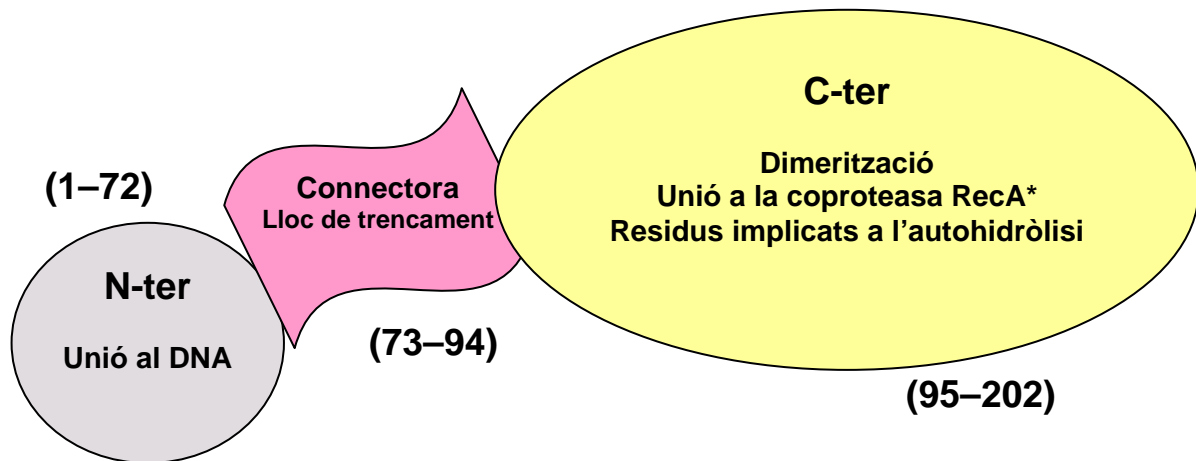 (1–72)
N-ter
Unió al DNA
Connectora
Lloc de trencament
(73–94)
C-ter
Dimerització
Unió a la coproteasa RecA*
Residus implicats a l’autohidròlisi
(95–202)